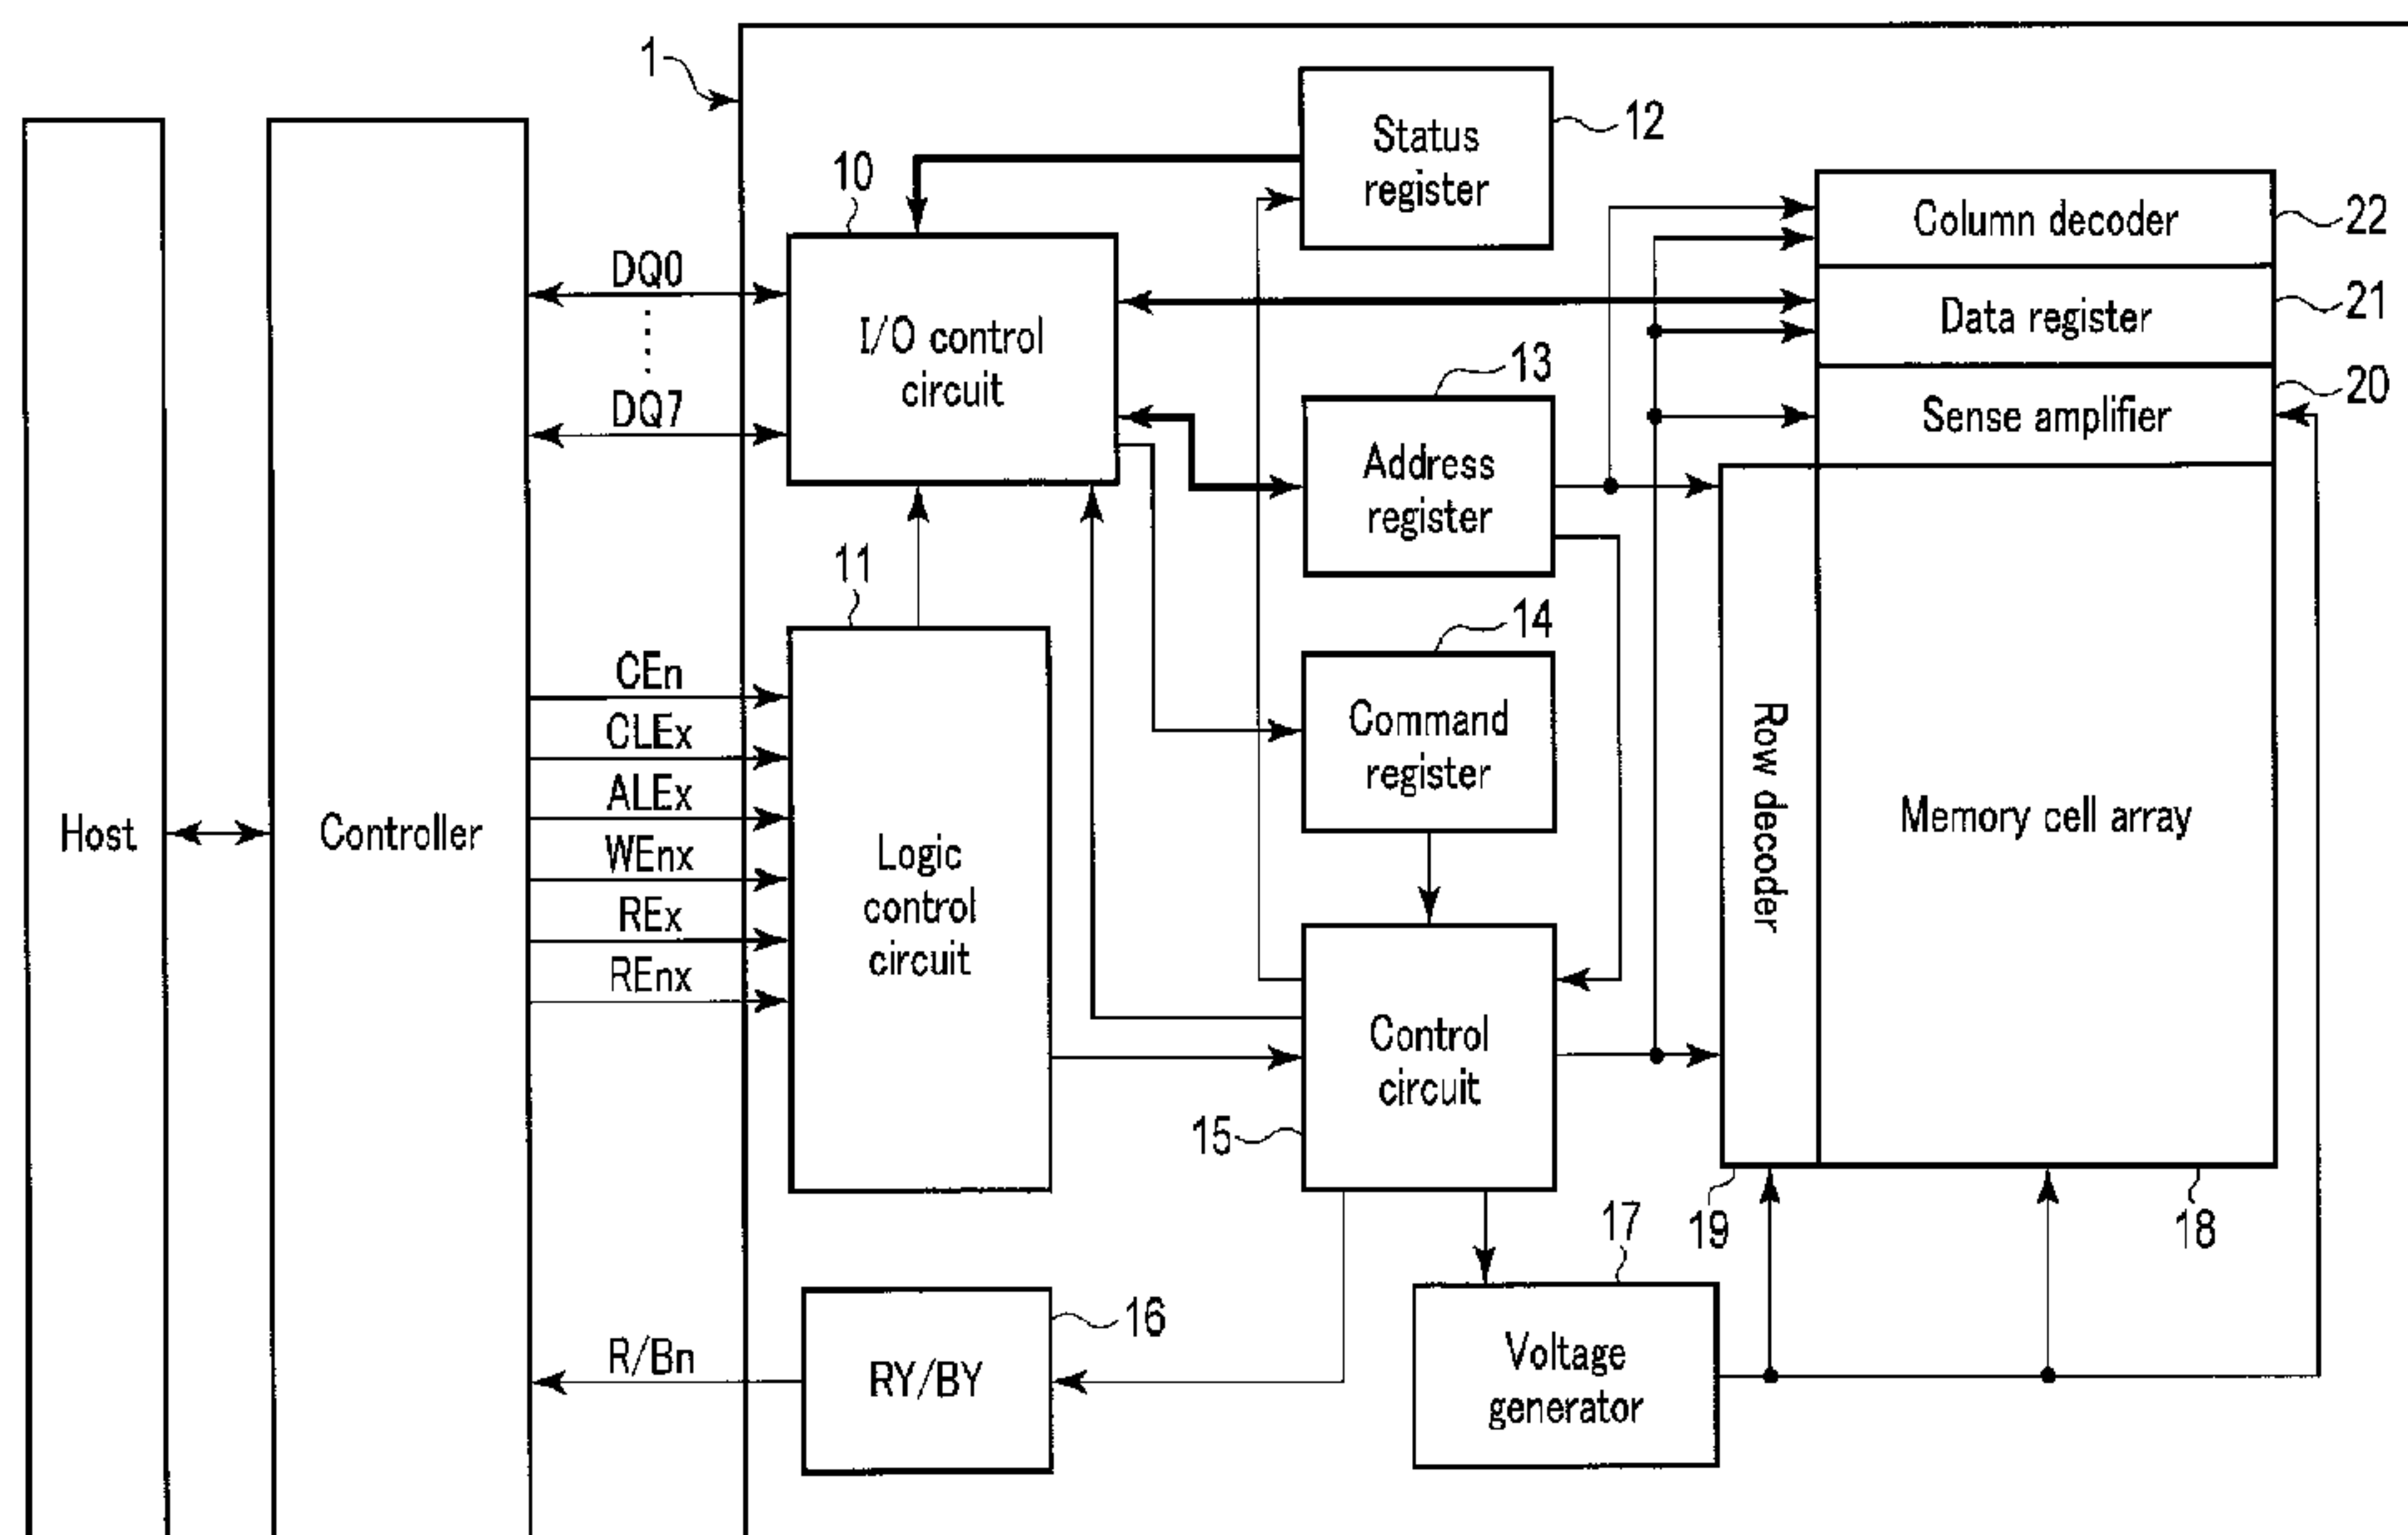 1
Status
register
12
10
I/O control
circuit
DQ0
DQ7
Column decoder
22
Data register
21
Sense amplifier
20
13
Address
register
11
Logic
control
circuit
CEn
CLEx
ALEx
WEnx
REx
REnx
14
Command
register
Host
Controller
Row decoder
Memory cell array
Control
circuit
15
19
18
17
Voltage
generator
R/Bn
RY/BY
16